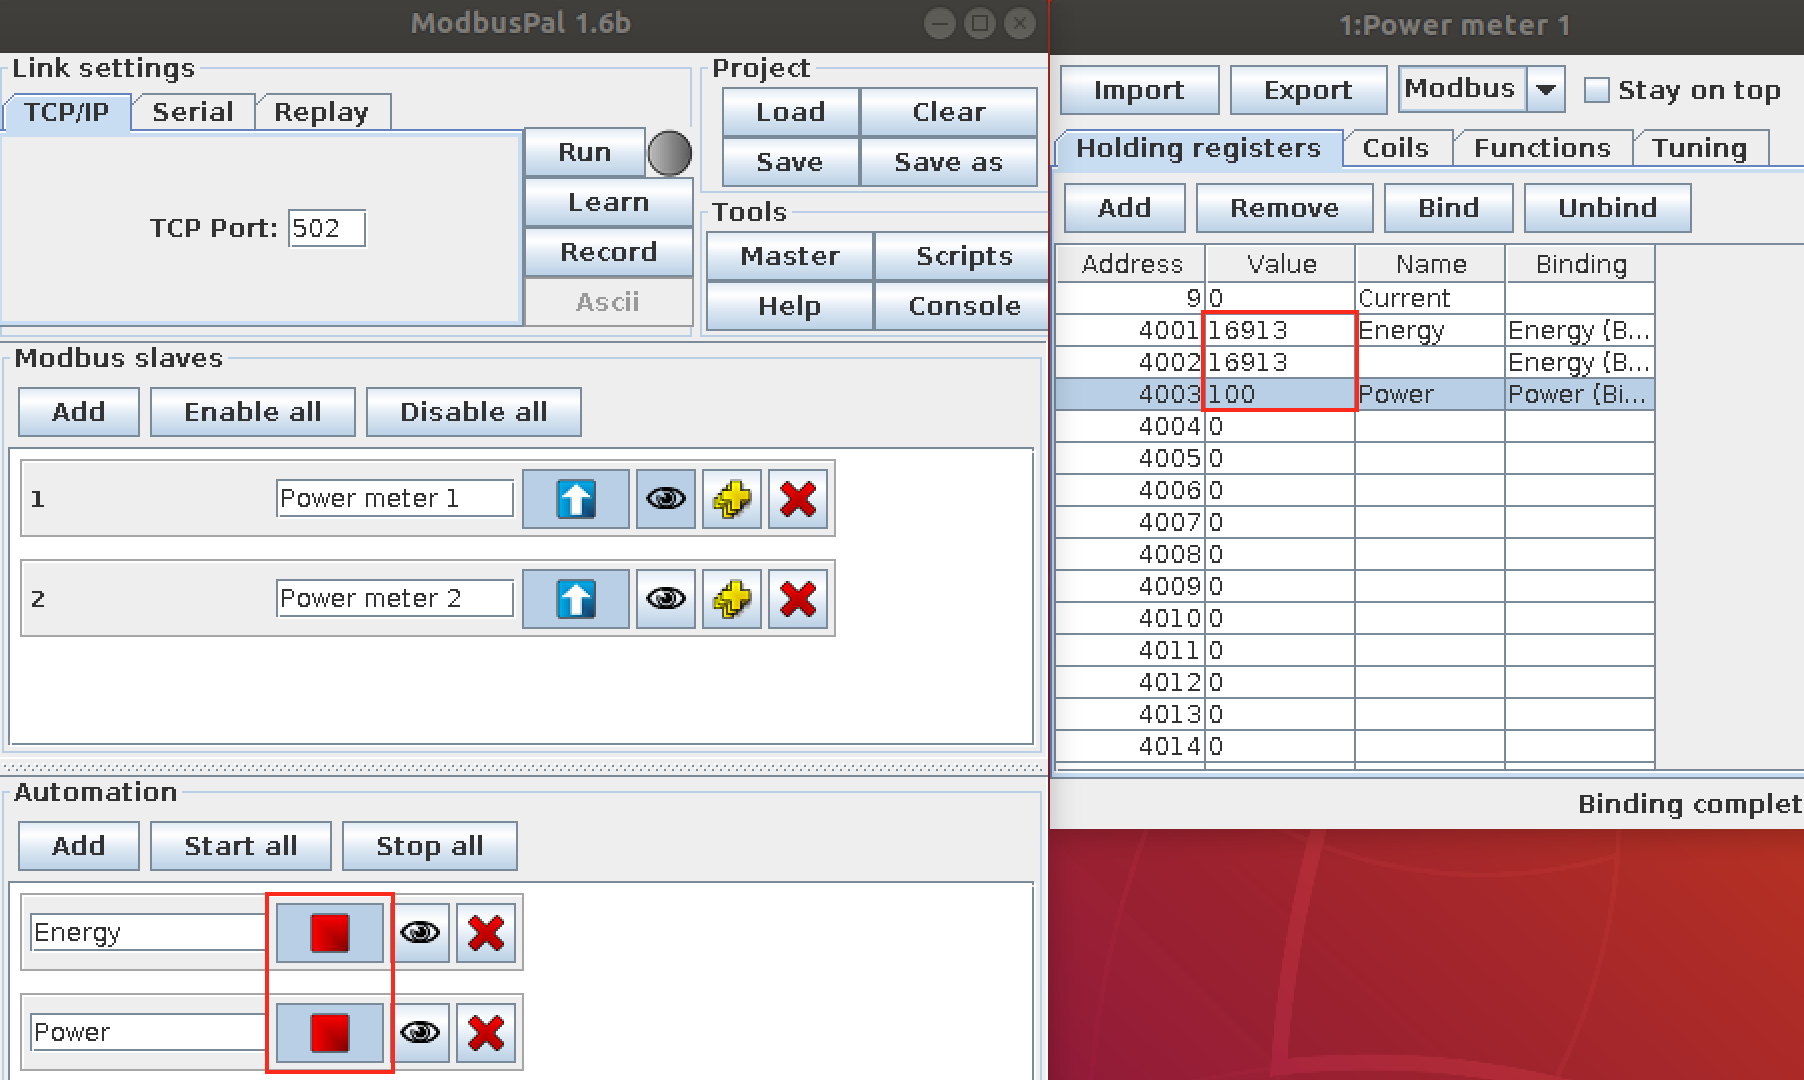 ModbusPal 1.6b
Link settings
TCP/IP Serial Replay
TCP Port: 502
Run
Learn
Record
Ascii
Project
Load Clear
Save Save as
Tools
Master Scripts
Help Console
Modbus slaves
Add Enable all Disable all
1 Power meter 1
2 Power meter 2
Automation
Add Start all Stop all
Energy
Power
1:Power meter 1
Import Export Modbus Stay on top
Holding registers Coils Functions Tuning
Add Remove Bind Unbind
Address Value Name Binding
9 0 Current
4001 16913 Energy Energy (B...
4002 16913 Energy (B...
4003 100 Power Power (Bi...
4004 0
4005 0
4006 0
4007 0
4008 0
4009 0
4010 0
4011 0
4012 0
4013 0
4014 0
Binding complet